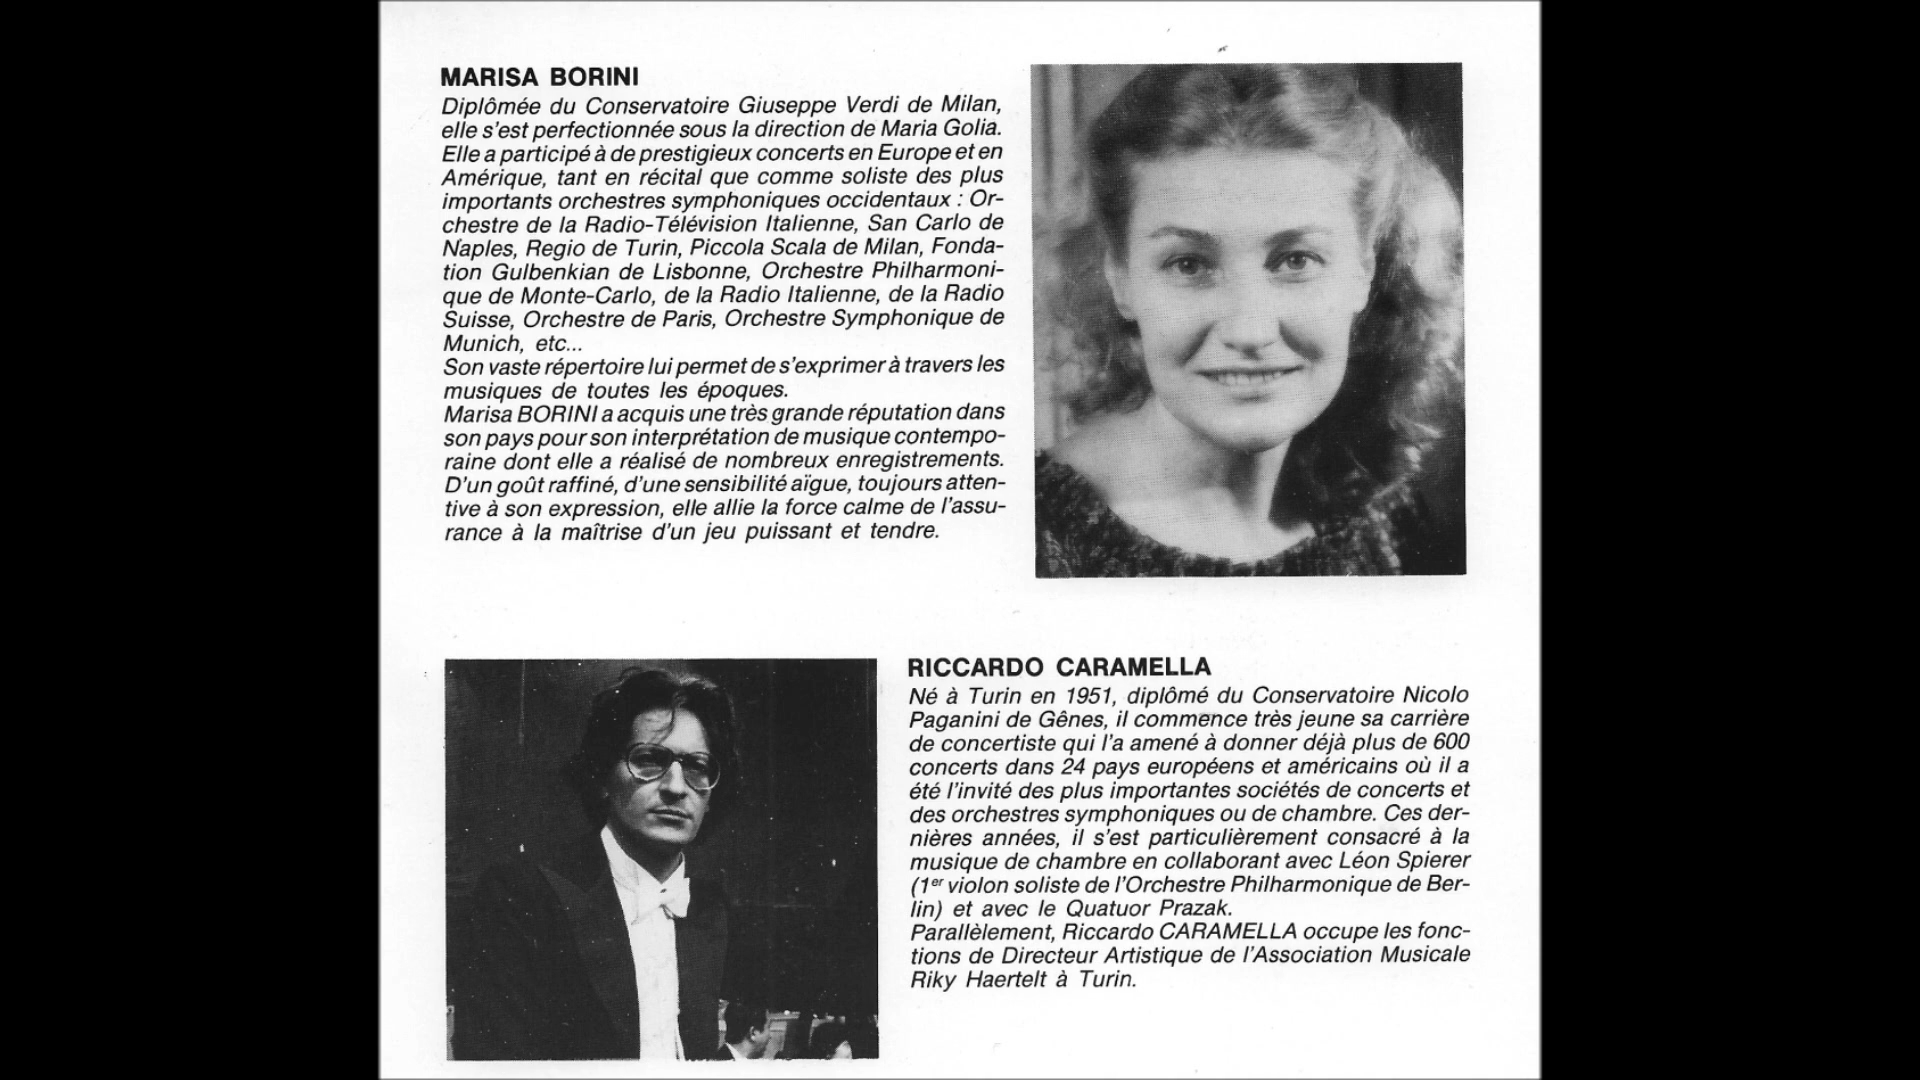 MARISA BORINI
Diplômée du Conservatoire Giuseppe Verdi de Milan,
elle s'est perfectionnée sous la direction de Maria Golia.
Elle a participé à de prestigieux concerts en Europe et en
Amérique, tant en récital que comme soliste des plus
importants orchestres symphoniques occidentaux : Or-
chestre de la Radio-Télévision Italienne, San Carlo de
Naples, Regio de Turin, Piccola Scala de Milan, Fonda-
tion Gulbenkian de Lisbonne, Orchestre Philharmoni-
que de Monte-Carlo, de la Radio Italienne, de la Radio
Suisse, Orchestre de Paris, Orchestre Symphonique de
Munich, etc...
Son vaste répertoire lui permet de s'exprimer à travers les
musiques de toutes les époques.
Marisa BORINI a acquis une très grande réputation dans
son pays pour son interprétation de musique contempo-
raine dont elle a réalisé de nombreux enregistrements.
D'un goût raffiné, d'une sensibilité aïgue, toujours atten-
tive à son expression, elle allie la force calme de l'assu-
rance à la maîtrise d'un jeu puissant et tendre.
RICCARDO CARAMELLA
Né à Turin en 1951, diplômé du Conservatoire Nicolo
Paganini de Gênes, il commence très jeune sa carrière
de concertiste qui l'a amené à donner déjà plus de 600
concerts dans 24 pays européens et américains où il a
été l'invité des plus importantes sociétés de concerts et
des orchestres symphoniques ou de chambre. Ces der-
nières années, il s'est particulièrement consacré à la
musique de chambre en collaborant avec Léon Spierer
(1er violon soliste de l'Orchestre Philharmonique de Ber-
lin) et avec le Quatuor Prazak.
Parallèlement, Riccardo CARAMELLA occupe les fonc-
tions de Directeur Artistique de l'Association Musicale
Riky Haertelt à Turin.